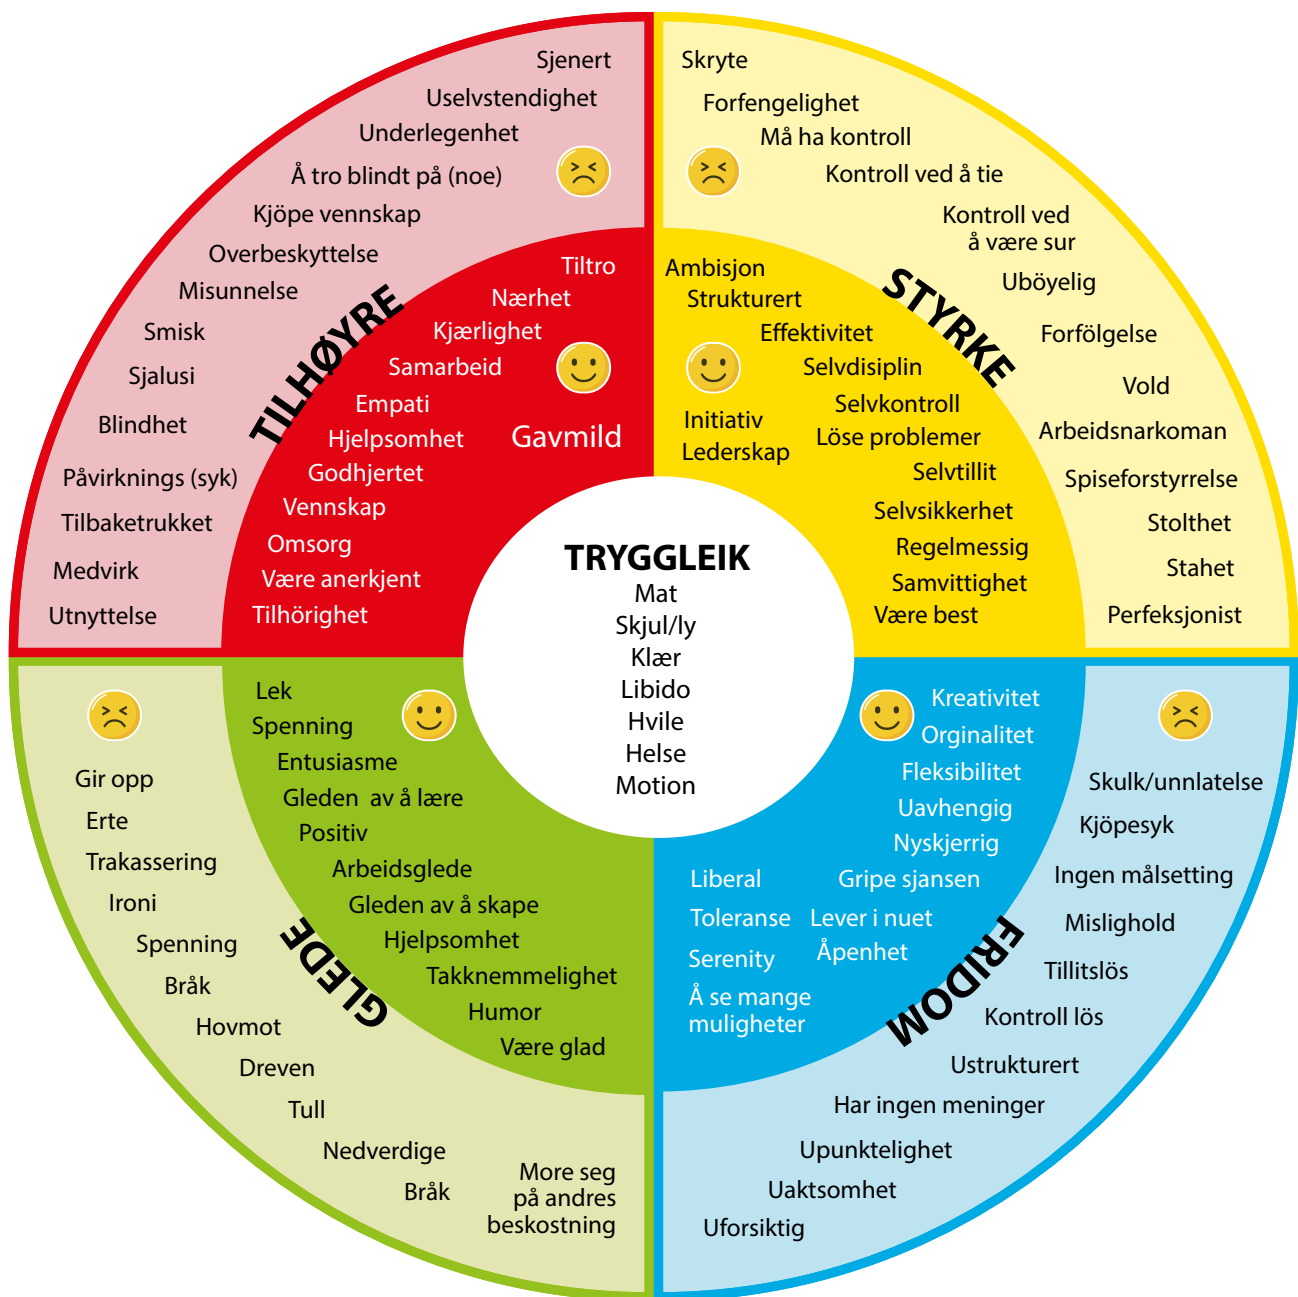 Sjenert
Uselvstendighet
Underlegenhet
Å tro blindt på (noe)
Kjöpe vennskap
Overbeskyttelse
Misunnelse
Smisk
Sjalusi
Blindhet
Påvirknings (syk)
Tilbaketrukket
Medvirk
Utnyttelse
TILHØYRE
Tiltro
Nærhet
Kjærlighet
Samarbeid
Empati
Hjelpsomhet
Gavmild
Godhjertet
Vennskap
Omsorg
Være anerkjent
Tilhörighet
Skryte
Forfengelighet
Må ha kontroll
Kontroll ved å tie
Kontroll ved
å være sur
Uböyelig
Forfölgelse
Vold
Arbeidsnarkoman
Spiseforstyrrelse
Stolthet
Stahet
Perfeksjonist
STYRKE
Ambisjon
Strukturert
Effektivitet
Selvdisiplin
Selvkontroll
Initiativ
Löse problemer
Lederskap
Selvtillit
Selvsikkerhet
Regelmessig
Samvittighet
Være best
TRYGGLEIK
Mat
Skjul/ly
Klær
Libido
Hvile
Helse
Motion
Lek
Spenning
Entusiasme
Gleden av å lære
Positiv
Arbeidsglede
Gleden av å skape
Hjelpsomhet
Takknemmelighet
Humor
Være glad
GLEDE
Gir opp
Erte
Trakassering
Ironi
Spenning
Bråk
Hovmot
Dreven
Tull
Nedverdige
Bråk
More seg
på andres
beskostning
Kreativitet
Orginalitet
Fleksibilitet
Uavhengig
Nyskjerrig
Liberal
Gripe sjansen
Toleranse
Lever i nuet
Serenity
Åpenhet
Å se mange
muligheter
FRIDOM
Skulk/unnlatelse
Kjöpesyk
Ingen målsetting
Mislighold
Tillitslös
Kontroll lös
Ustrukturert
Har ingen meninger
Upunktelighet
Uaktsomhet
Uforsiktig